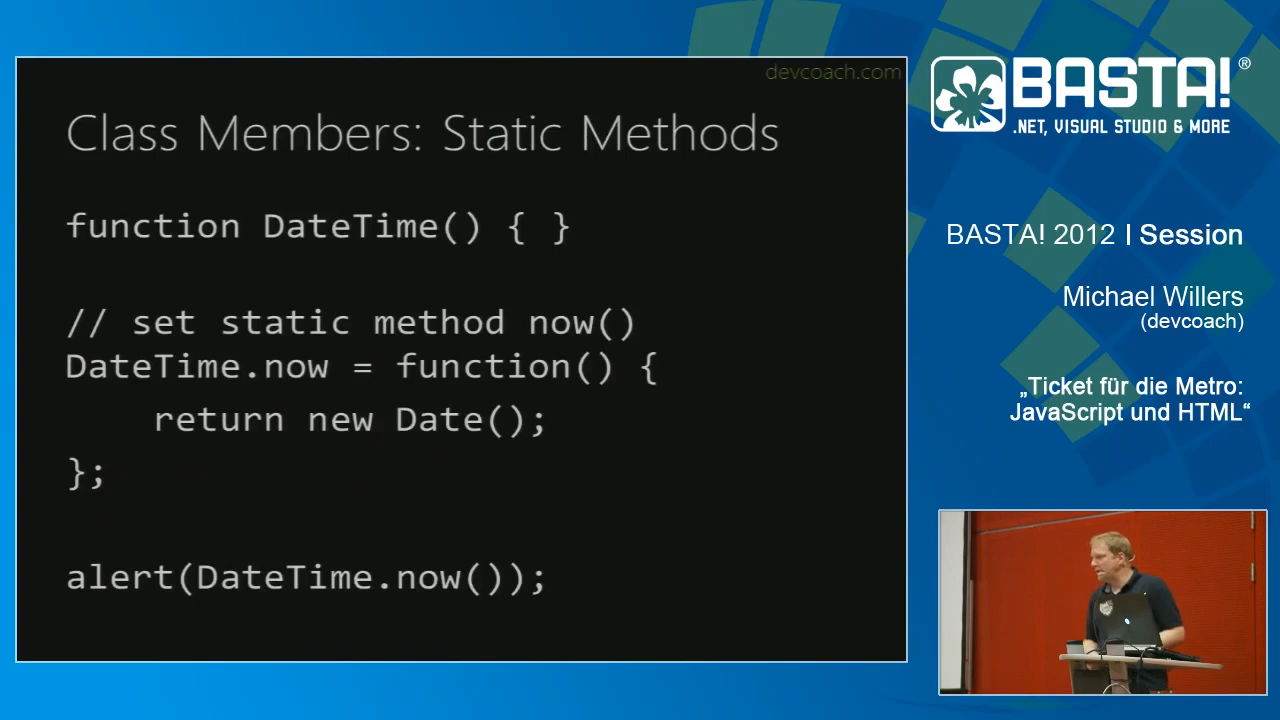 devcoach.com
Class Members: Static Methods
function DateTime() { }
// set static method now()
DateTime.now = function() {
return new Date();
};
alert(DateTime.now());
BASTA!®
.NET, VISUAL STUDIO & MORE
BASTA! 2012 | Session
Michael Willers
(devcoach)
„Ticket für die Metro:
JavaScript und HTML“